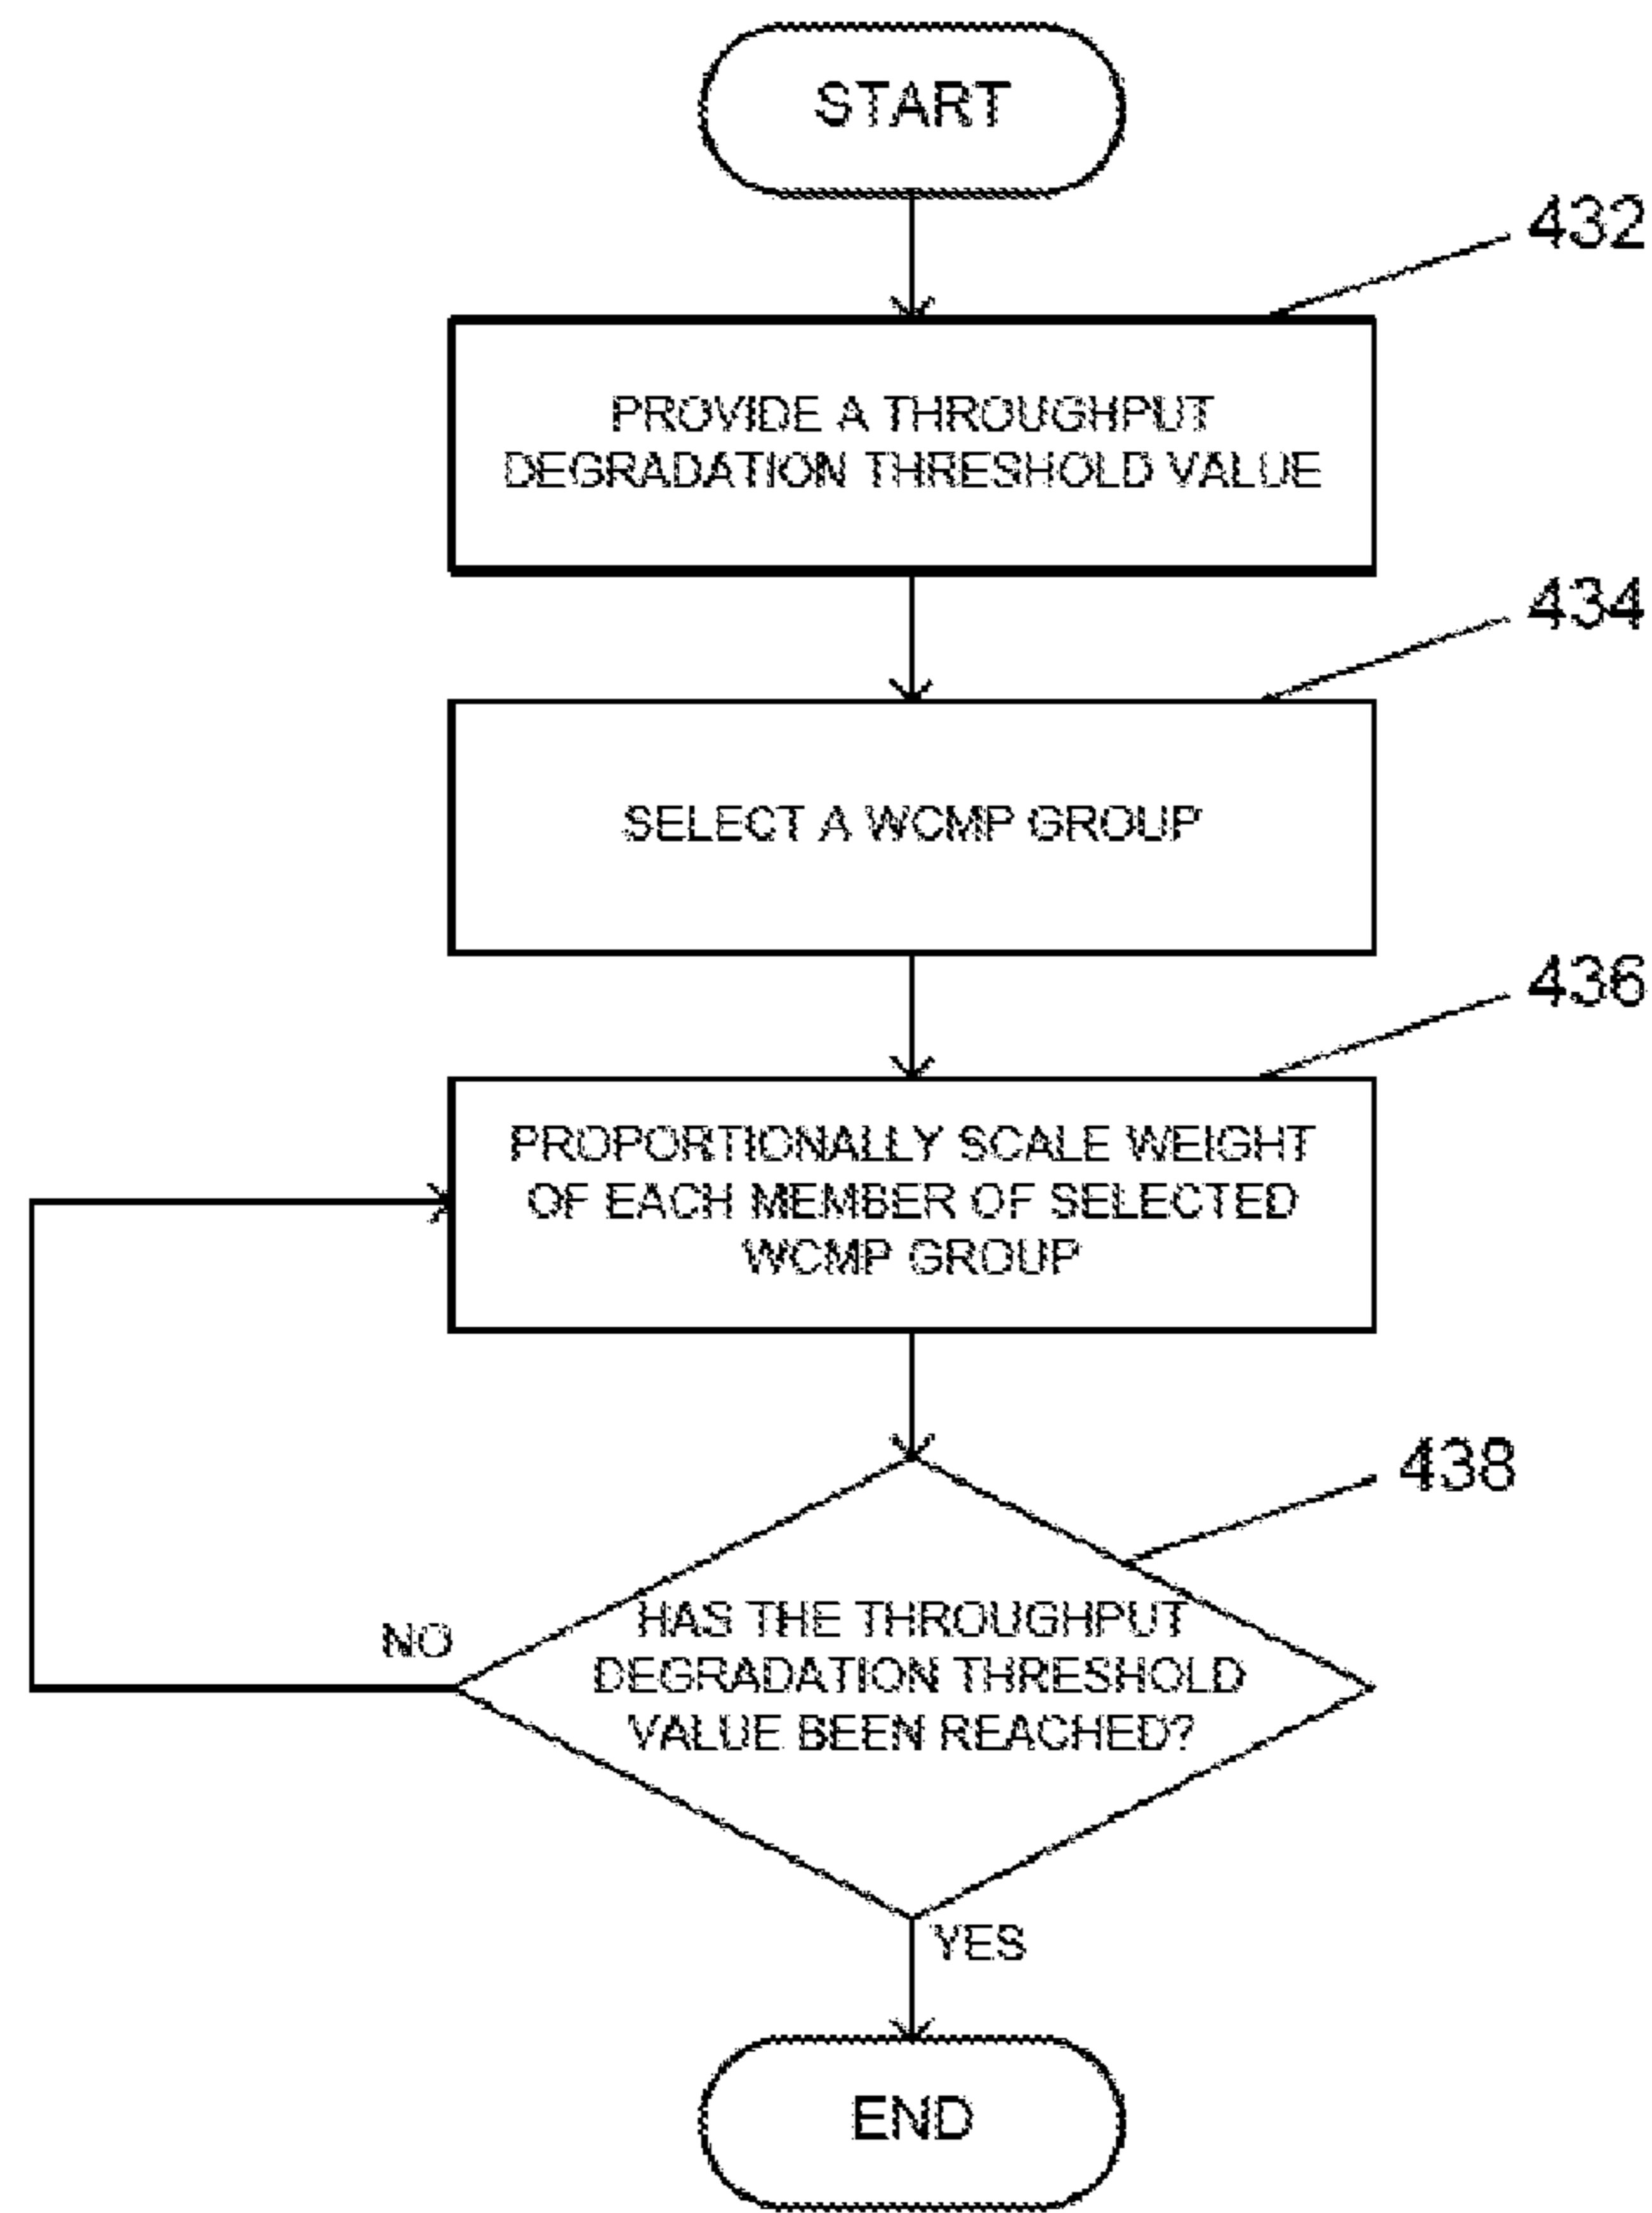 START
432
PROVIDE A THROUGHPUT
DEGRADATION THRESHOLD VALUE
434
SELECT A WCMP GROUP
436
PROPORTIONALLY SCALE WEIGHT
OF EACH MEMBER OF SELECTED
WCMP GROUP
438
HAS THE THROUGHPUT
DEGRADATION THRESHOLD
VALUE BEEN REACHED?
NO
YES
END